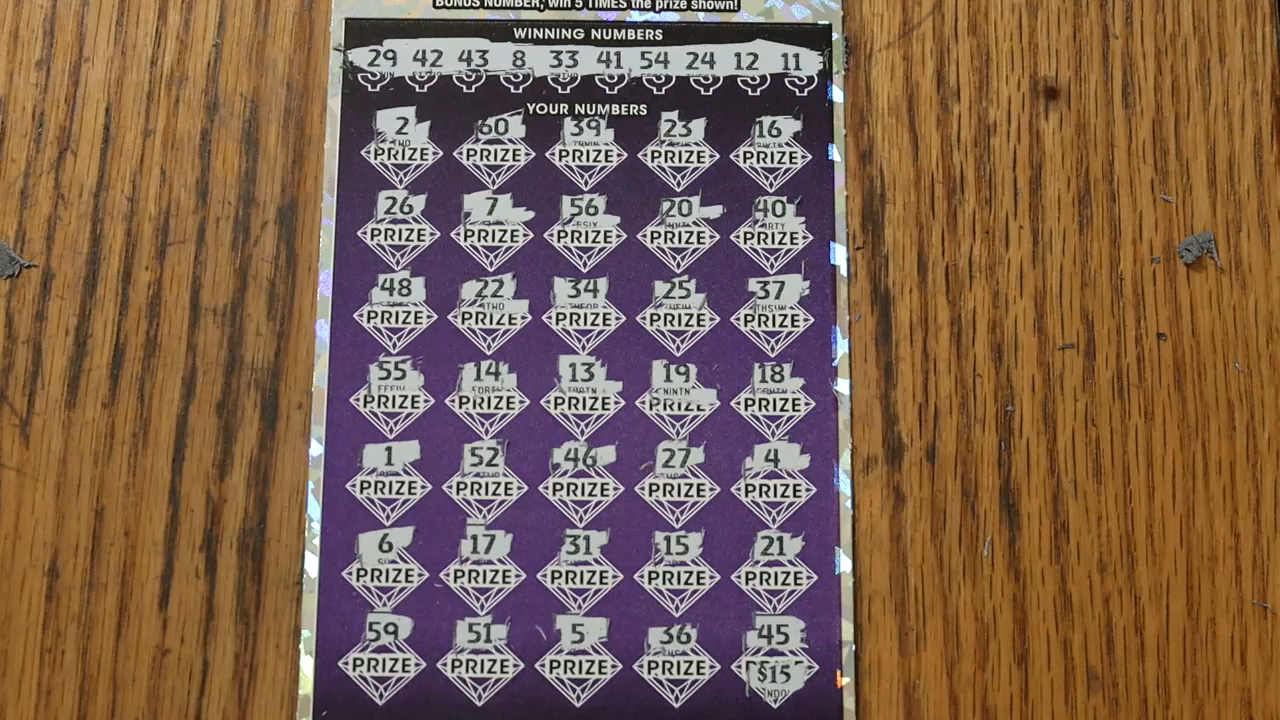 BONUS NUMBER, win 5 TIMES the prize shown!
WINNING NUMBERS
29 42 43 8 33 41 54 24 12 11
YOUR NUMBERS
2 60 39 23 16
TWO
PRIZE PRIZE PRIZE PRIZE PRIZE
26 7 56 20 40
PRIZE PRIZE PRIZE PRIZE PRIZE
48 22 34 25 37
PRIZE PRIZE PRIZE PRIZE PRIZE
55 14 13 19 18
NINTN
PRIZE PRIZE PRIZE PRIZE PRIZE
1 52 46 27 4
PRIZE PRIZE PRIZE PRIZE PRIZE
6 17 31 15 21
PRIZE PRIZE PRIZE PRIZE PRIZE
59 51 5 36 45
PRIZE PRIZE PRIZE PRIZE
$15